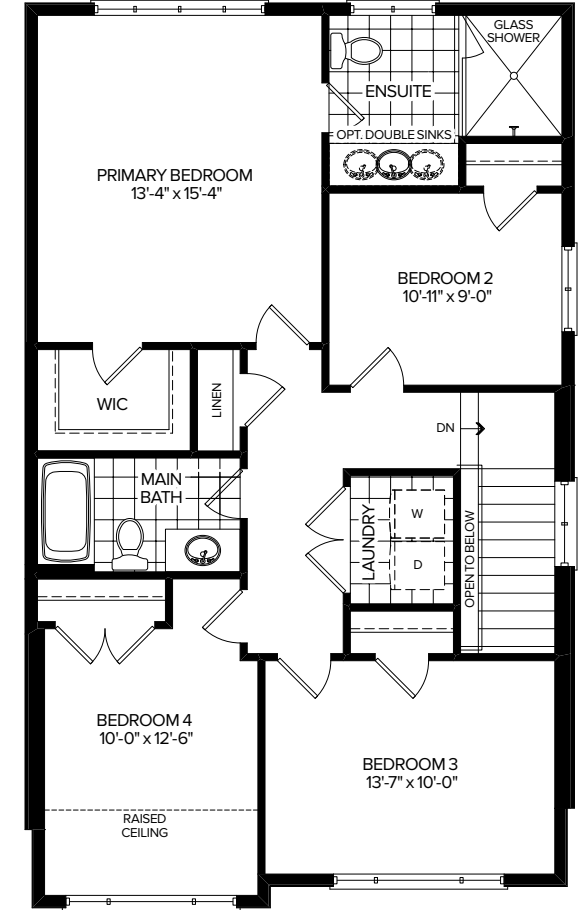 GLASS
SHOWER
ENSUITE
OPT. DOUBLE SINKS
PRIMARY BEDROOM
13'-4" x 15'-4"
BEDROOM 2
10'-11" x 9'-0"
WIC
LINEN
DN
MAIN
BATH
LAUNDRY
W
D
OPEN TO BELOW
BEDROOM 4
10'-0" x 12'-6"
BEDROOM 3
13'-7" x 10'-0"
RAISED
CEILING